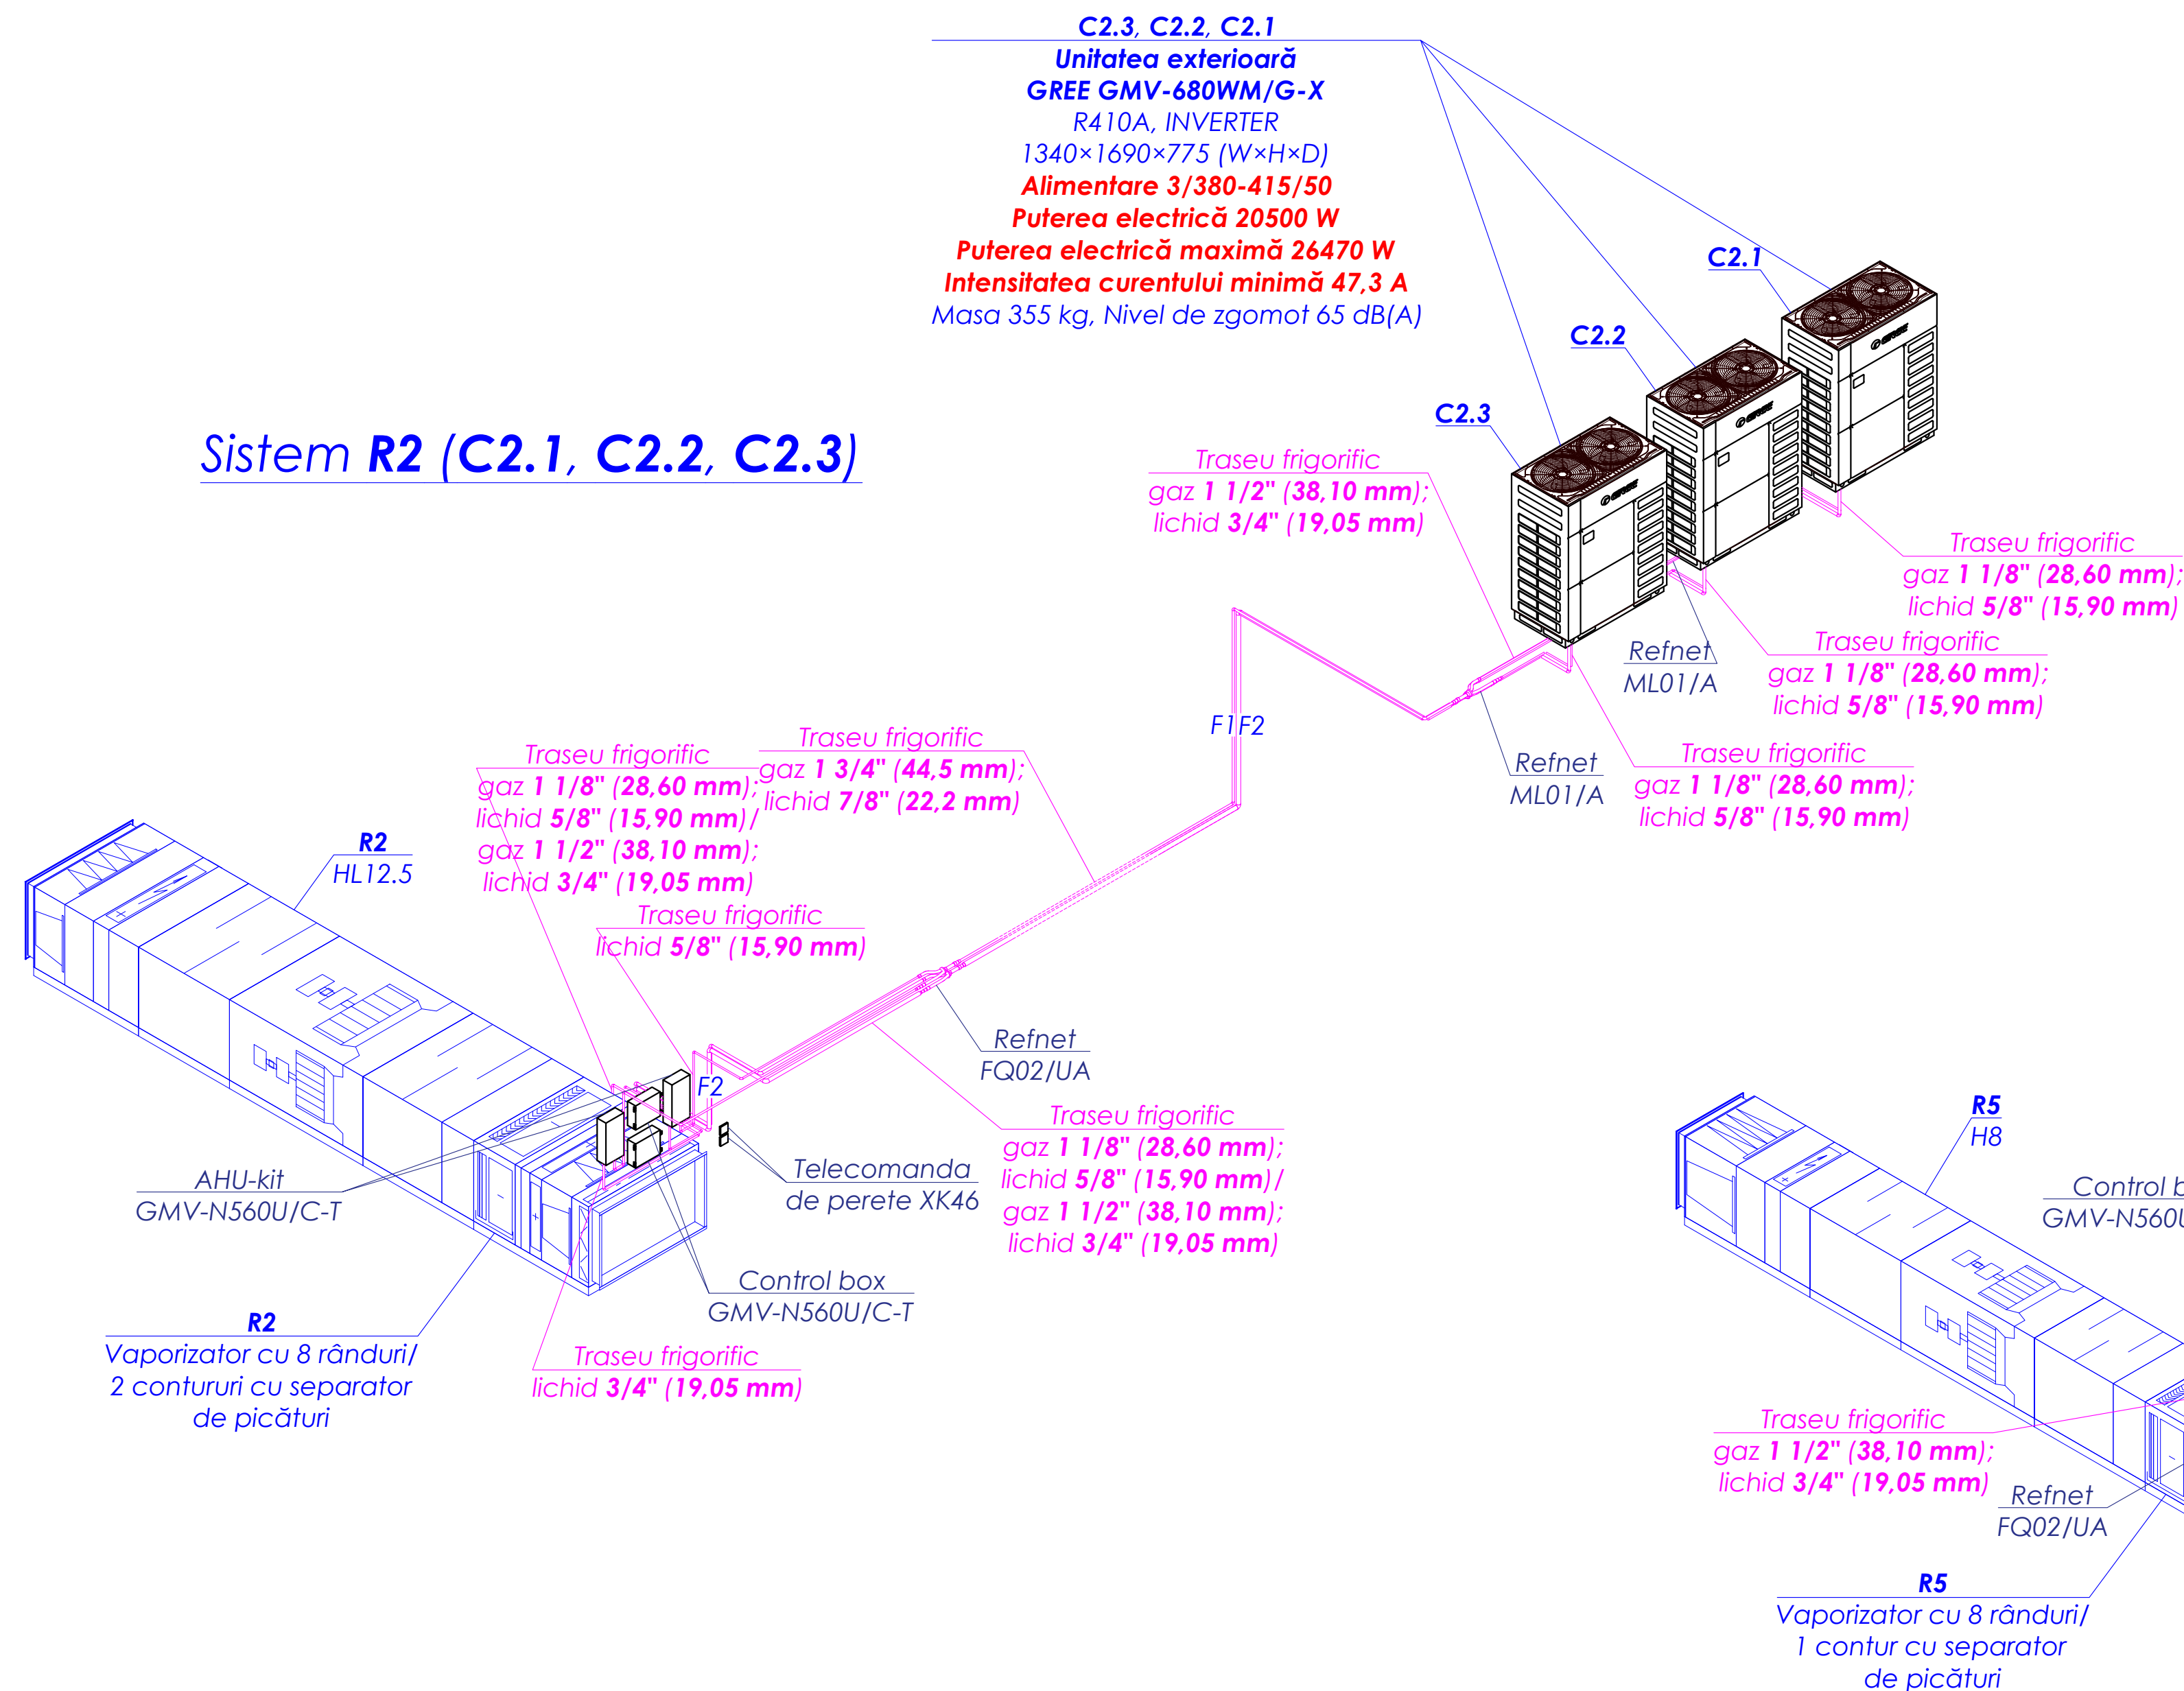 C2.3, C2.2, C2.1
Unitatea exterioară
GREE GMV-680WM/G-X
R410A, INVERTER
1340×1690×775 (W×H×D)
Alimentare 3/380-415/50
Puterea electrică 20500 W
Puterea electrică maximă 26470 W
Intensitatea curentului minimă 47,3 A
Masa 355 kg, Nivel de zgomot 65 dB(A)
C2.1
C2.2
C2.3
GREE
GREE
GREE
Sistem R2 (C2.1, C2.2, C2.3)
Traseu frigorific
gaz 1 1/2" (38,10 mm);
lichid 3/4" (19,05 mm)
Traseu frigorific
gaz 1 1/8" (28,60 mm);
lichid 5/8" (15,90 mm)
Refnet
ML01/A
Traseu frigorific
gaz 1 1/8" (28,60 mm);
lichid 5/8" (15,90 mm)
Refnet
ML01/A
Traseu frigorific
gaz 1 1/8" (28,60 mm);
lichid 5/8" (15,90 mm)
F1 F2
Traseu frigorific
gaz 1 1/8" (28,60 mm);
lichid 5/8" (15,90 mm)/
gaz 1 1/2" (38,10 mm);
lichid 3/4" (19,05 mm)
Traseu frigorific
gaz 1 3/4" (44,5 mm);
lichid 7/8" (22,2 mm)
R2
HL12.5
Traseu frigorific
lichid 5/8" (15,90 mm)
Refnet
FQ02/UA
F2
Traseu frigorific
gaz 1 1/8" (28,60 mm);
lichid 5/8" (15,90 mm)/
gaz 1 1/2" (38,10 mm);
lichid 3/4" (19,05 mm)
AHU-kit
GMV-N560U/C-T
Telecomanda
de perete XK46
Control box
GMV-N560U/C-T
R2
Vaporizator cu 8 rânduri/
2 contururi cu separator
de picături
Traseu frigorific
lichid 3/4" (19,05 mm)
R5
H8
Control b
GMV-N560U
Traseu frigorific
gaz 1 1/2" (38,10 mm);
lichid 3/4" (19,05 mm)
Refnet
FQ02/UA
R5
Vaporizator cu 8 rânduri/
1 contur cu separator
de picături